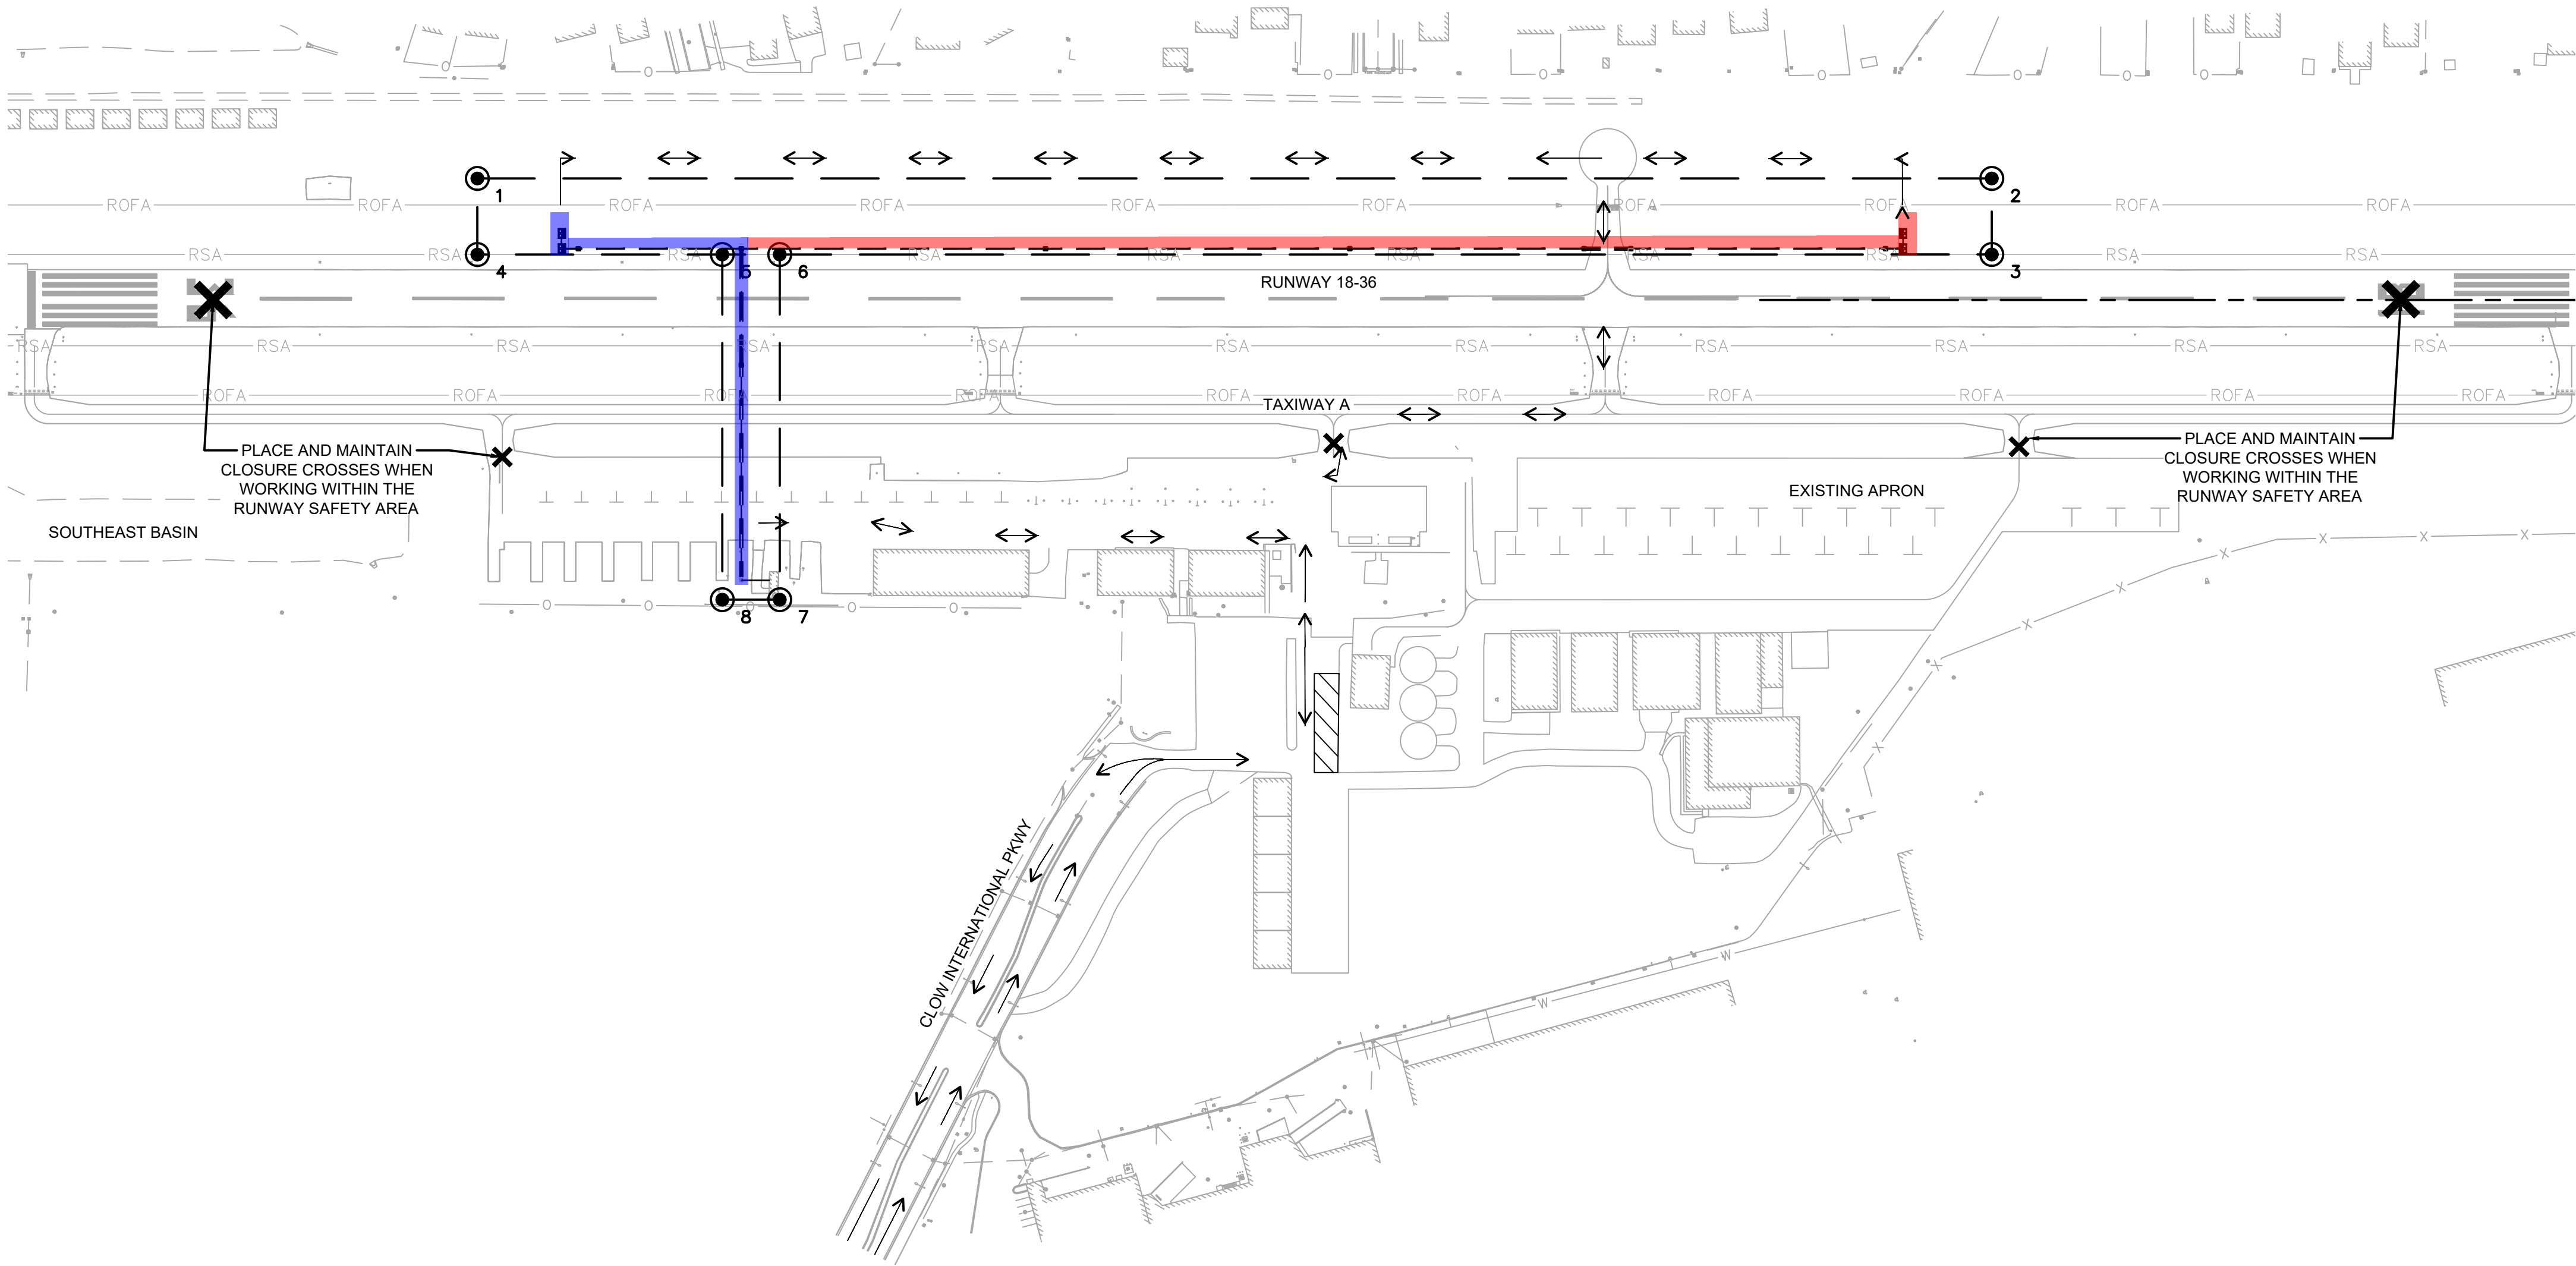 1
2
ROFA ROFA ROFA ROFA ROFA ROFA ROFA ROFA ROFA ROFA
RSA RSA RSA RSA RSA RSA RSA RSA RSA RSA
4 5 6 3
RUNWAY 18-36
RSA RSA RSA RSA RSA RSA RSA RSA RSA RSA RSA
ROFA ROFA ROFA ROFA ROFA ROFA ROFA ROFA ROFA ROFA
TAXIWAY A
PLACE AND MAINTAIN
CLOSURE CROSSES WHEN
WORKING WITHIN THE
RUNWAY SAFETY AREA
PLACE AND MAINTAIN
CLOSURE CROSSES WHEN
WORKING WITHIN THE
RUNWAY SAFETY AREA
EXISTING APRON
SOUTHEAST BASIN
8 7
CLOW INTERNATIONAL PKWY
W
W